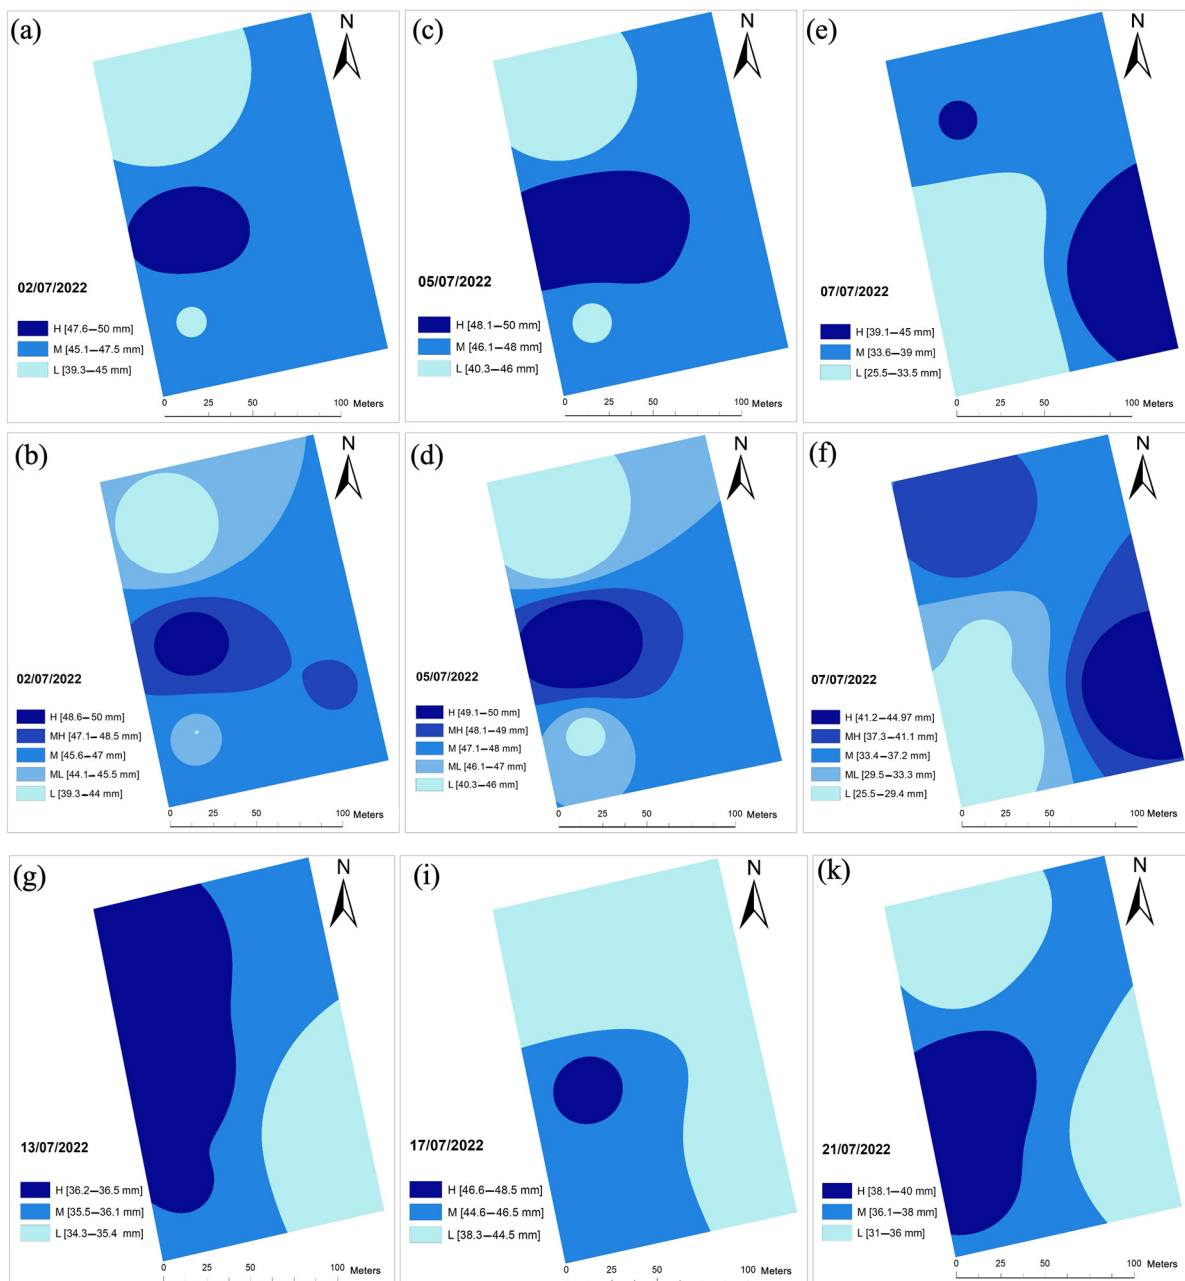 (a)
N
02/07/2022
H [47.6–50 mm]
M [45.1–47.5 mm]
L [39.3–45 mm]
0 25 50 100 Meters
(c)
N
05/07/2022
H [48.1–50 mm]
M [46.1–48 mm]
L [40.3–46 mm]
0 25 50 100 Meters
(e)
N
07/07/2022
H [39.1–45 mm]
M [33.6–39 mm]
L [25.5–33.5 mm]
0 25 50 100 Meters
(b)
N
02/07/2022
H [48.6–50 mm]
MH [47.1–48.5 mm]
M [45.6–47 mm]
ML [44.1–45.5 mm]
L [39.3–44 mm]
0 25 50 100 Meters
(d)
N
05/07/2022
H [49.1–50 mm]
MH [48.1–49 mm]
M [47.1–48 mm]
ML [46.1–47 mm]
L [40.3–46 mm]
0 25 50 100 Meters
(f)
N
07/07/2022
H [41.2–44.97 mm]
MH [37.3–41.1 mm]
M [33.4–37.2 mm]
ML [29.5–33.3 mm]
L [25.5–29.4 mm]
0 25 50 100 Meters
(g)
N
13/07/2022
H [36.2–36.5 mm]
M [35.5–36.1 mm]
L [34.3–35.4 mm]
0 25 50 100 Meters
(i)
N
17/07/2022
H [46.6–48.5 mm]
M [44.6–46.5 mm]
L [38.3–44.5 mm]
0 25 50 100 Meters
(k)
N
21/07/2022
H [38.1–40 mm]
M [36.1–38 mm]
L [31–36 mm]
0 25 50 100 Meters